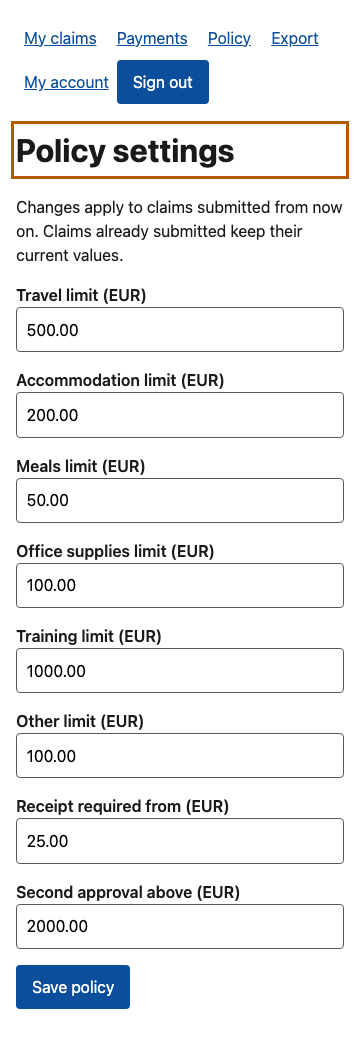 My claims Payments Policy Export
My account Sign out
Policy settings
Changes apply to claims submitted from now
on. Claims already submitted keep their
current values.
Travel limit (EUR)
500.00
Accommodation limit (EUR)
200.00
Meals limit (EUR)
50.00
Office supplies limit (EUR)
100.00
Training limit (EUR)
1000.00
Other limit (EUR)
100.00
Receipt required from (EUR)
25.00
Second approval above (EUR)
2000.00
Save policy